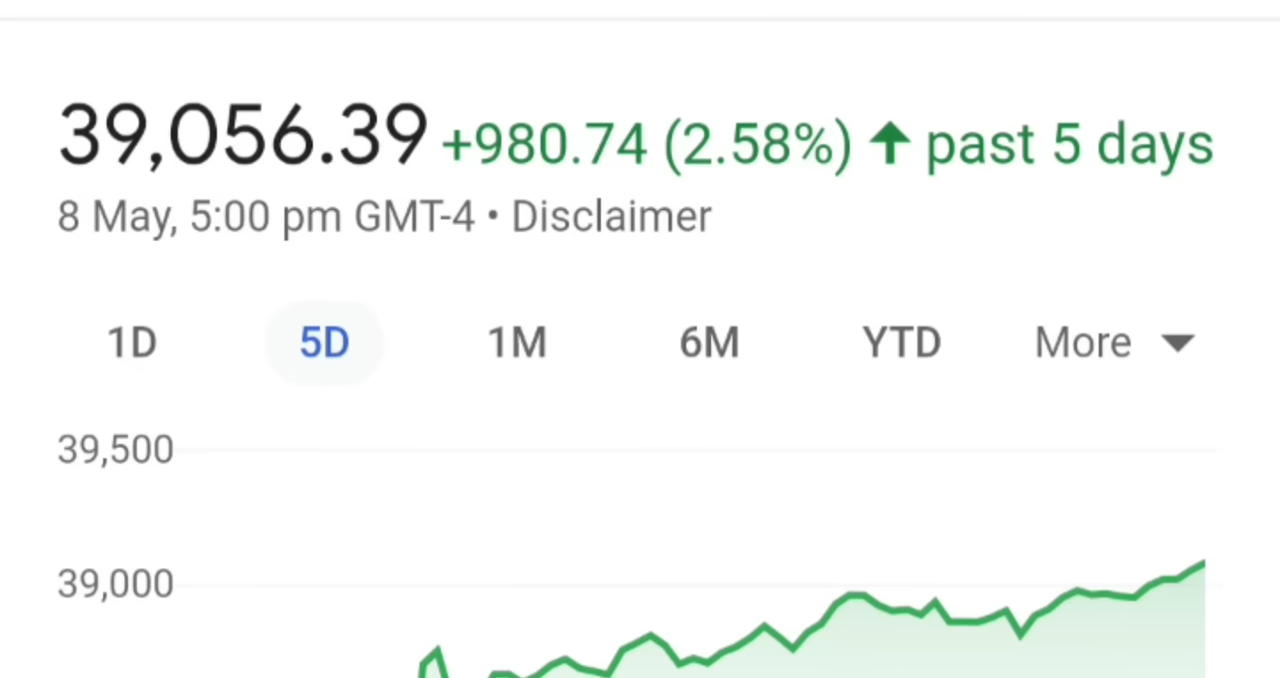 39,056.39 +980.74 (2.58%) ↑ past 5 days
8 May, 5:00 pm GMT-4 • Disclaimer
1D 5D 1M 6M YTD More ▼
39,500
39,000